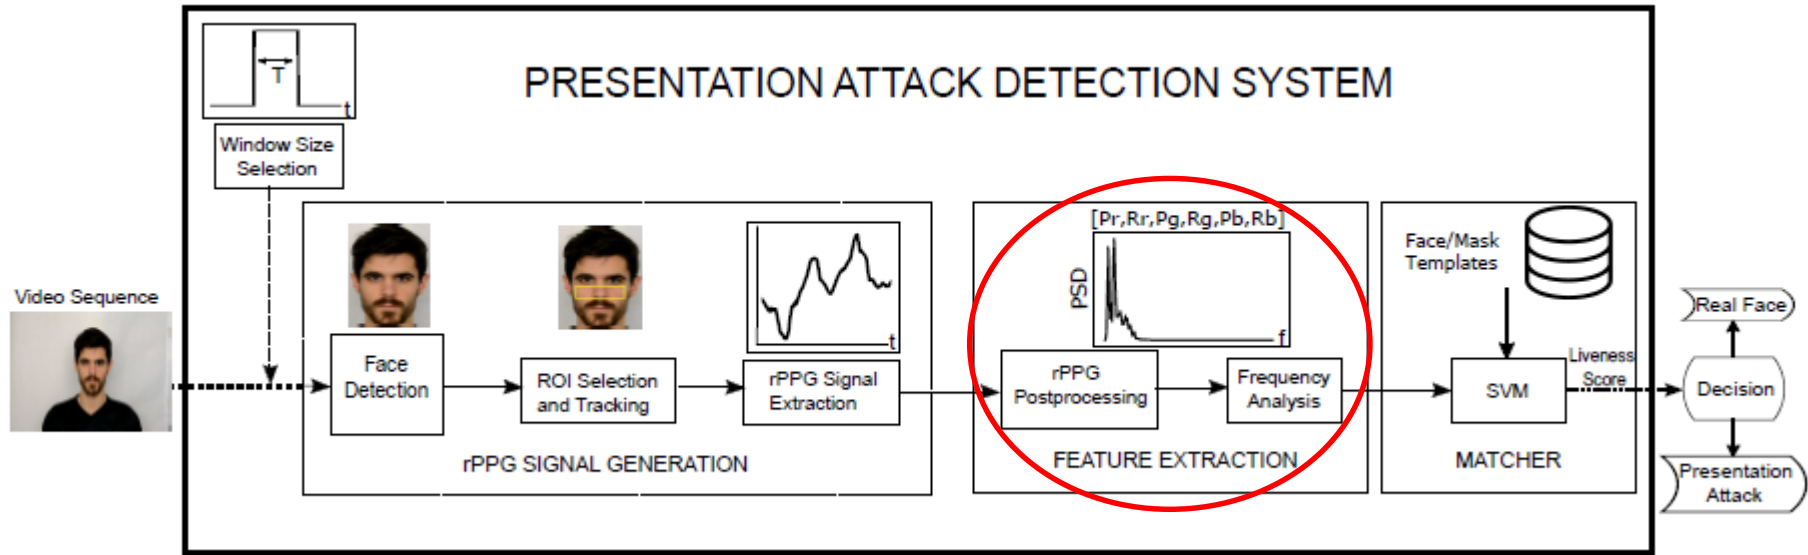 PRESENTATION ATTACK DETECTION SYSTEM
T
t
Window Size
Selection
Video Sequence
Face
Detection
ROI Selection
and Tracking
t
rPPG Signal
Extraction
rPPG SIGNAL GENERATION
[Pr,Rr,Pg,Rg,Pb,Rb]
PSD
f
rPPG
Postprocessing
Frequency
Analysis
FEATURE EXTRACTION
Face/Mask
Templates
SVM
MATCHER
Liveness
Score
Real Face
Decision
Presentation
Attack